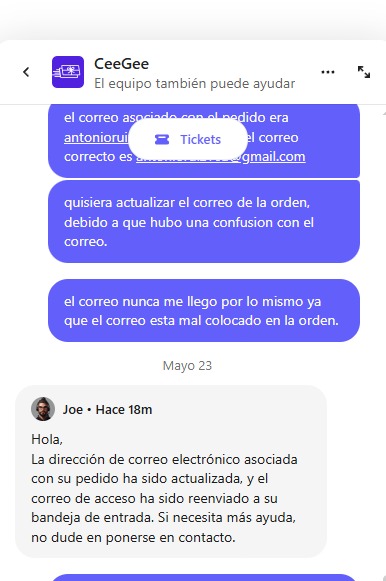 CeeGee
El equipo también puede ayudar
el correo asociado con el pedido era
el correo
correcto es @gmail.com
Tickets
quisiera actualizar el correo de la orden,
debido a que hubo una confusion con el
correo.
el correo nunca me llego por lo mismo ya
que el correo esta mal colocado en la orden.
Mayo 23
Joe • Hace 18m
Hola,
La dirección de correo electrónico asociada
con su pedido ha sido actualizada, y el
correo de acceso ha sido reenviado a su
bandeja de entrada. Si necesita más ayuda,
no dude en ponerse en contacto.